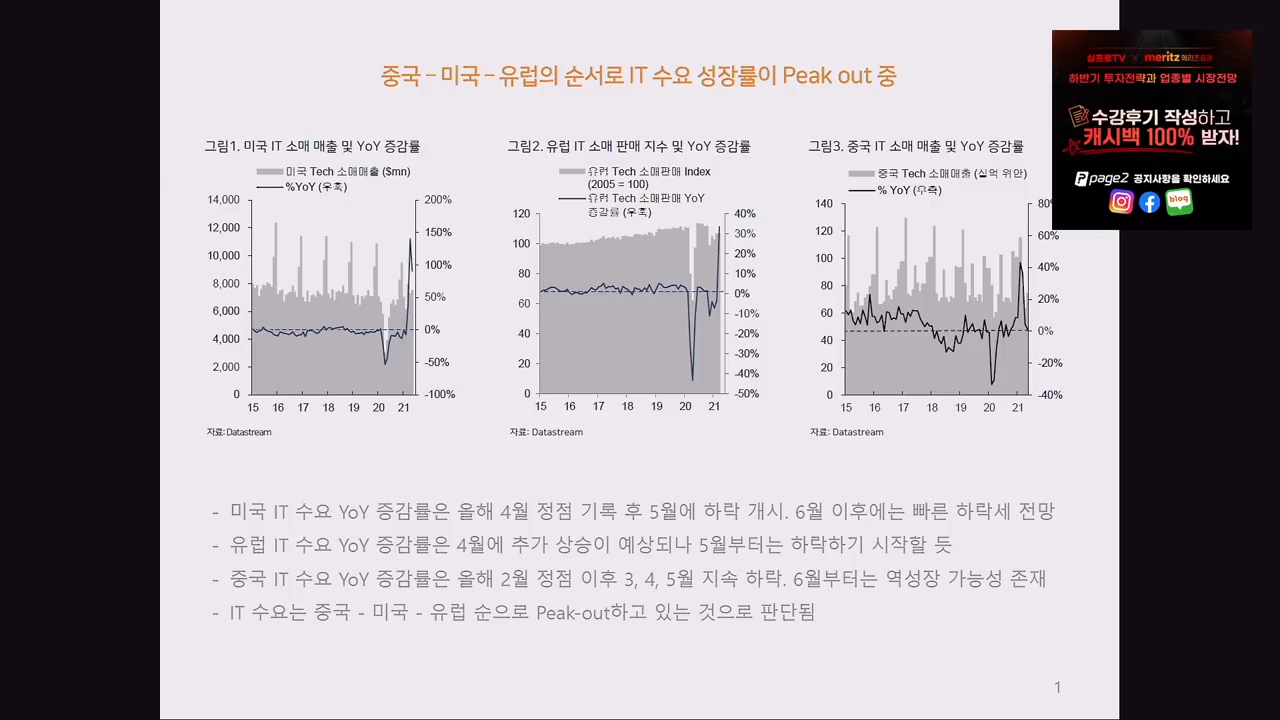 중국 – 미국 – 유럽의 순서로 IT 수요 성장률이 Peak out 중
삼프로TV × meritz 메리츠증권
하반기 투자전략과 업종별 시장전망
수강후기 작성하고
캐시백 100% 받자!
page2 공지사항을 확인하세요
blog
그림1. 미국 IT 소매 매출 및 YoY 증감률
미국 Tech 소매매출 ($mn)
%YoY (우측)
14,000
12,000
10,000
8,000
6,000
4,000
2,000
0
200%
150%
100%
50%
0%
-50%
-100%
15 16 17 18 19 20 21
자료: Datastream
그림2. 유럽 IT 소매 판매 지수 및 YoY 증감률
유럽 Tech 소매판매 Index
(2005 = 100)
유럽 Tech 소매판매 YoY
증감률 (우측)
120
100
80
60
40
20
0
40%
30%
20%
10%
0%
-10%
-20%
-30%
-40%
-50%
15 16 17 18 19 20 21
자료: Datastream
그림3. 중국 IT 소매 매출 및 YoY 증감률
중국 Tech 소매매출 (십억 위안)
% YoY (우측)
140
120
100
80
60
40
20
0
80%
60%
40%
20%
0%
-20%
-40%
15 16 17 18 19 20 21
자료: Datastream
- 미국 IT 수요 YoY 증감률은 올해 4월 정점 기록 후 5월에 하락 개시. 6월 이후에는 빠른 하락세 전망
- 유럽 IT 수요 YoY 증감률은 4월에 추가 상승이 예상되나 5월부터는 하락하기 시작할 듯
- 중국 IT 수요 YoY 증감률은 올해 2월 정점 이후 3, 4, 5월 지속 하락. 6월부터는 역성장 가능성 존재
- IT 수요는 중국 - 미국 - 유럽 순으로 Peak-out하고 있는 것으로 판단됨
1